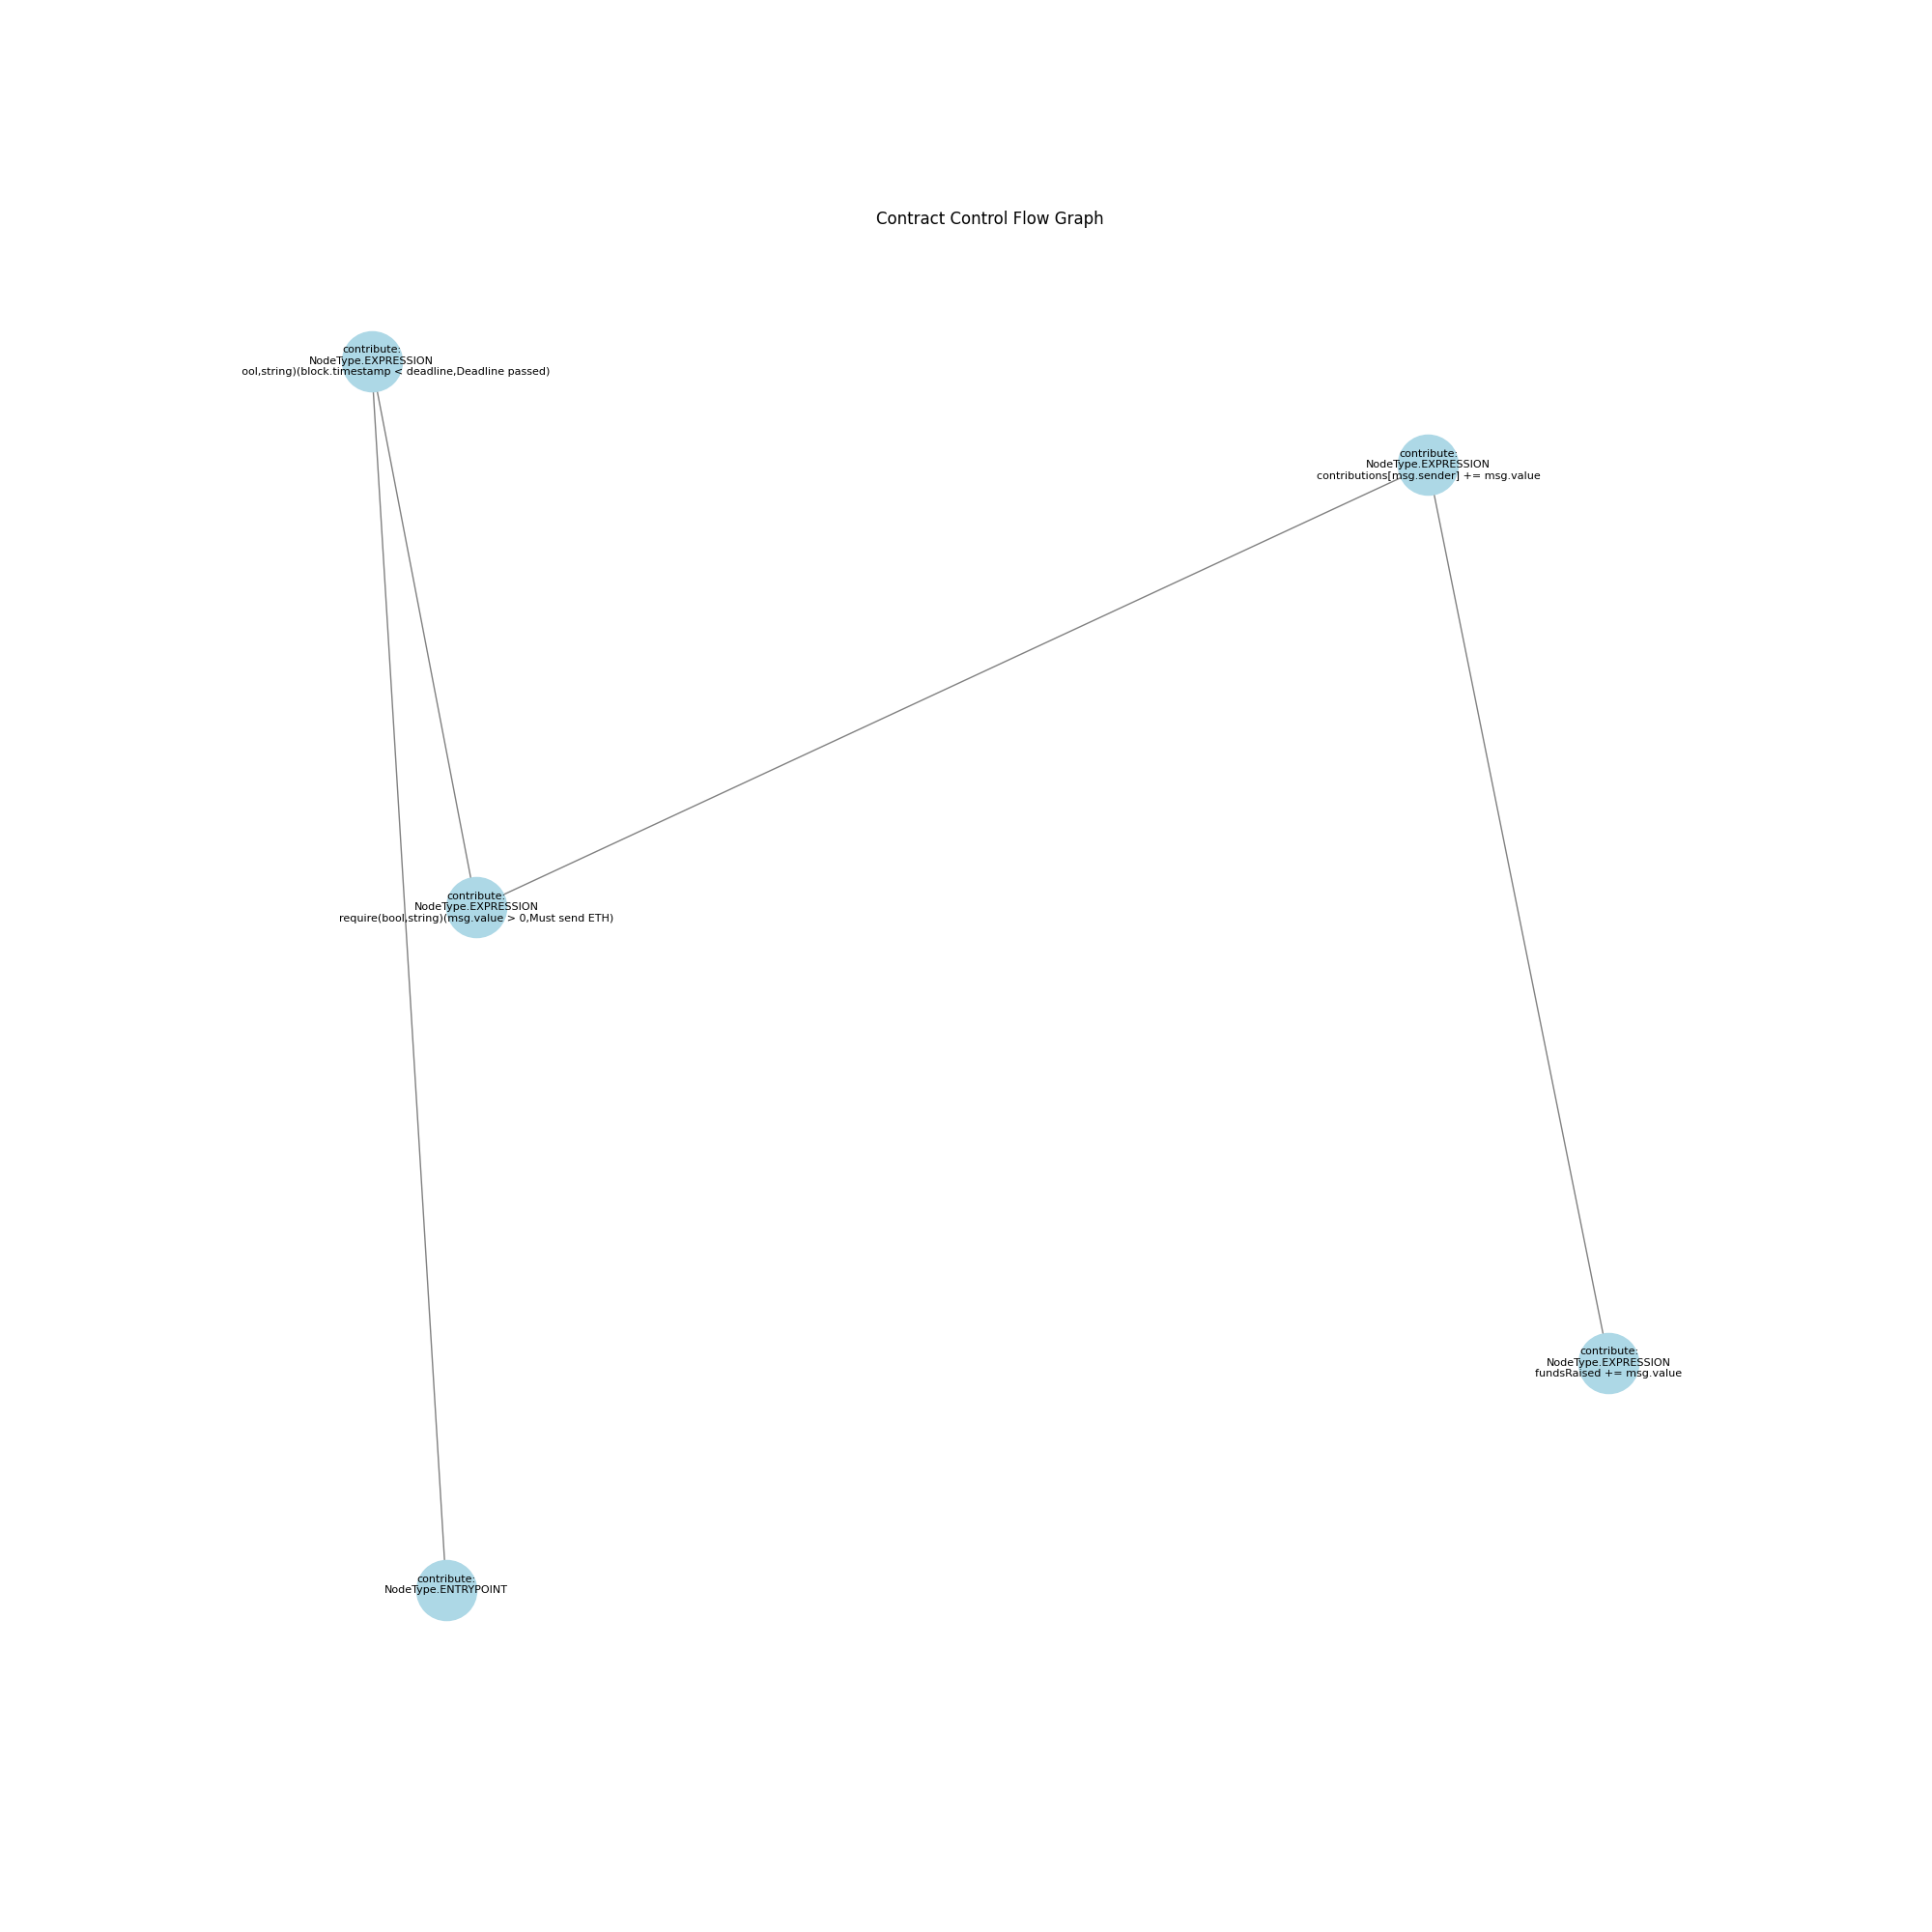 Contract Control Flow Graph
contribute:
NodeType.EXPRESSION
ool,string)(block.timestamp < deadline,Deadline passed)
contribute:
NodeType.EXPRESSION
contributions[msg.sender] += msg.value
contribute:
NodeType.EXPRESSION
require(bool,string)(msg.value > 0,Must send ETH)
contribute:
NodeType.EXPRESSION
fundsRaised += msg.value
contribute:
NodeType.ENTRYPOINT